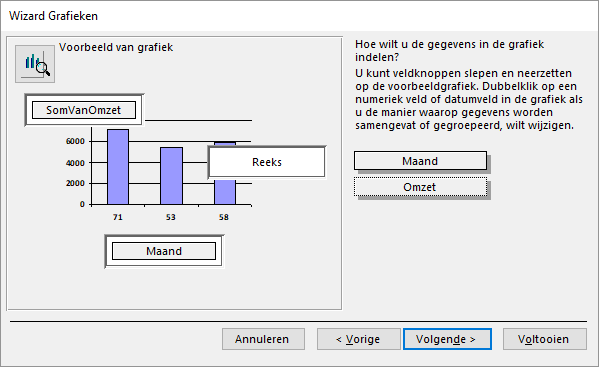 Wizard Grafieken
Voorbeeld van grafiek
SomVanOmzet
6000
4000
2000
0
71 53 58
Reeks
Maand
Hoe wilt u de gegevens in de grafiek
indelen?
U kunt veldknoppen slepen en neerzetten
op de voorbeeldgrafiek. Dubbelklik op een
numeriek veld of datumveld in de grafiek als
u de manier waarop gegevens worden
samengevat of gegroepeerd, wilt wijzigen.
Maand
Omzet
Annuleren < Vorige Volgende > Voltooien